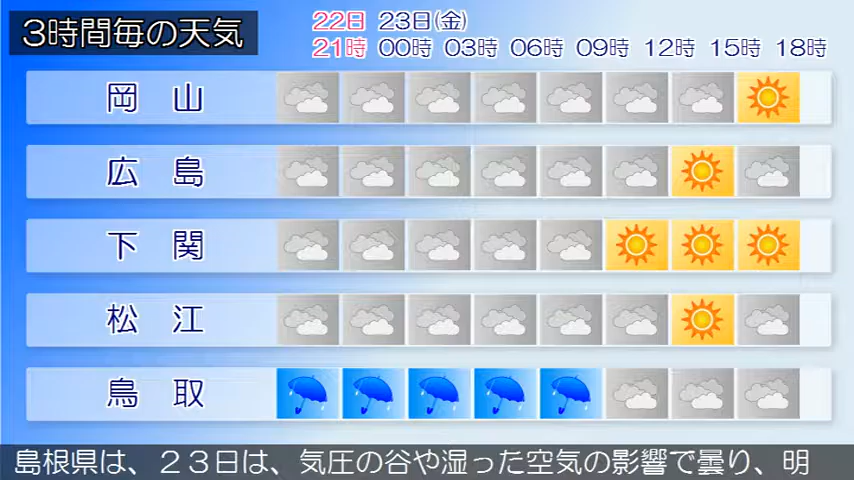 3時間毎の天気
22日 23日(金)
21時 00時 03時 06時 09時 12時 15時 18時
岡 山
広 島
下 関
松 江
鳥 取
島根県は、２３日は、気圧の谷や湿った空気の影響で曇り、明